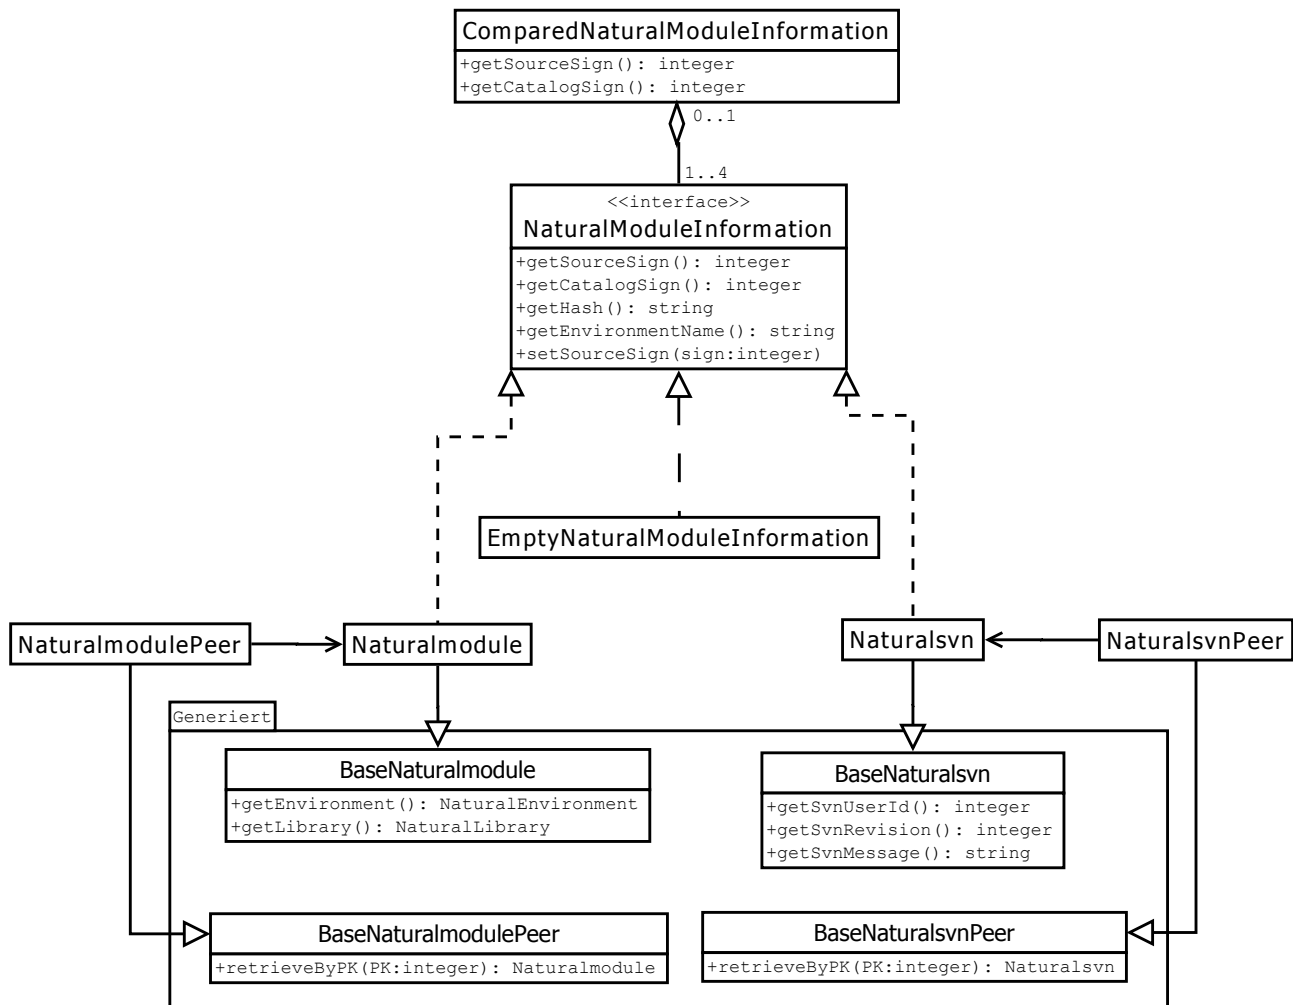 ComparedNaturalModuleInformation
+getSourceSign(): integer
+getCatalogSign(): integer
0..1
1..4
<<interface>>
NaturalModuleInformation
+getSourceSign(): integer
+getCatalogSign(): integer
+getHash(): string
+getEnvironmentName(): string
+setSourceSign(sign:integer)
EmptyNaturalModuleInformation
NaturalmodulePeer
Naturalmodule
Naturalsvn
NaturalsvnPeer
Generiert
BaseNaturalmodule
+getEnvironment(): NaturalEnvironment
+getLibrary(): NaturalLibrary
BaseNaturalsvn
+getSvnUserId(): integer
+getSvnRevision(): integer
+getSvnMessage(): string
BaseNaturalmodulePeer
+retrieveByPK(PK:integer): Naturalmodule
BaseNaturalsvnPeer
+retrieveByPK(PK:integer): Naturalsvn